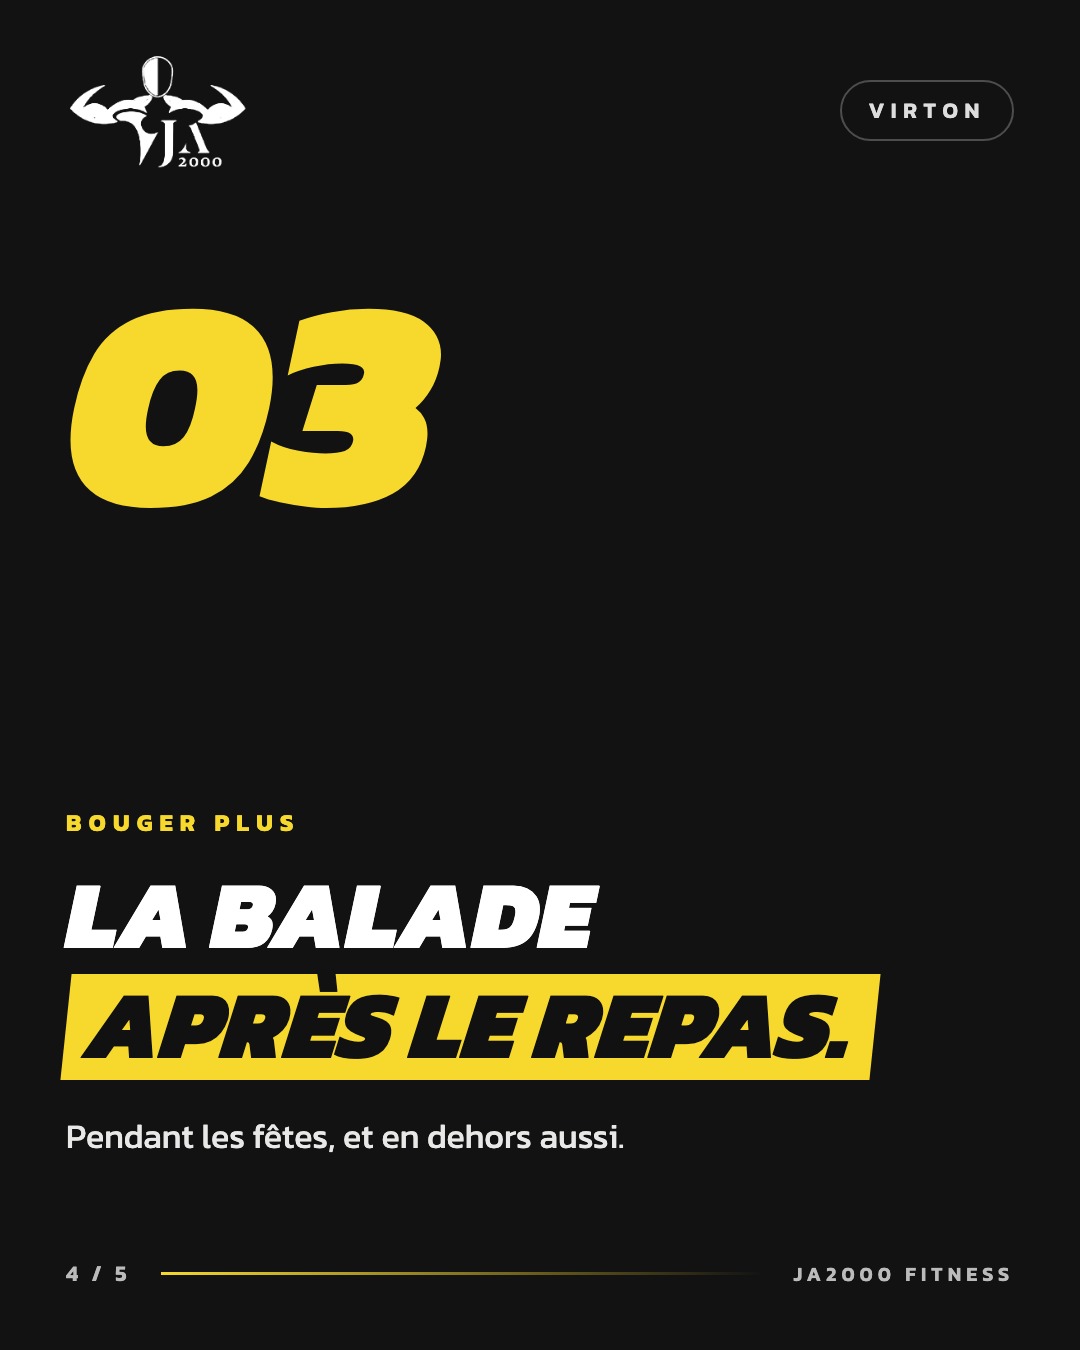 JA
2000
VIRTON
03
BOUGER PLUS
LA BALADE
APRÈS LE REPAS.
Pendant les fêtes, et en dehors aussi.
4 / 5
JA2000 FITNESS